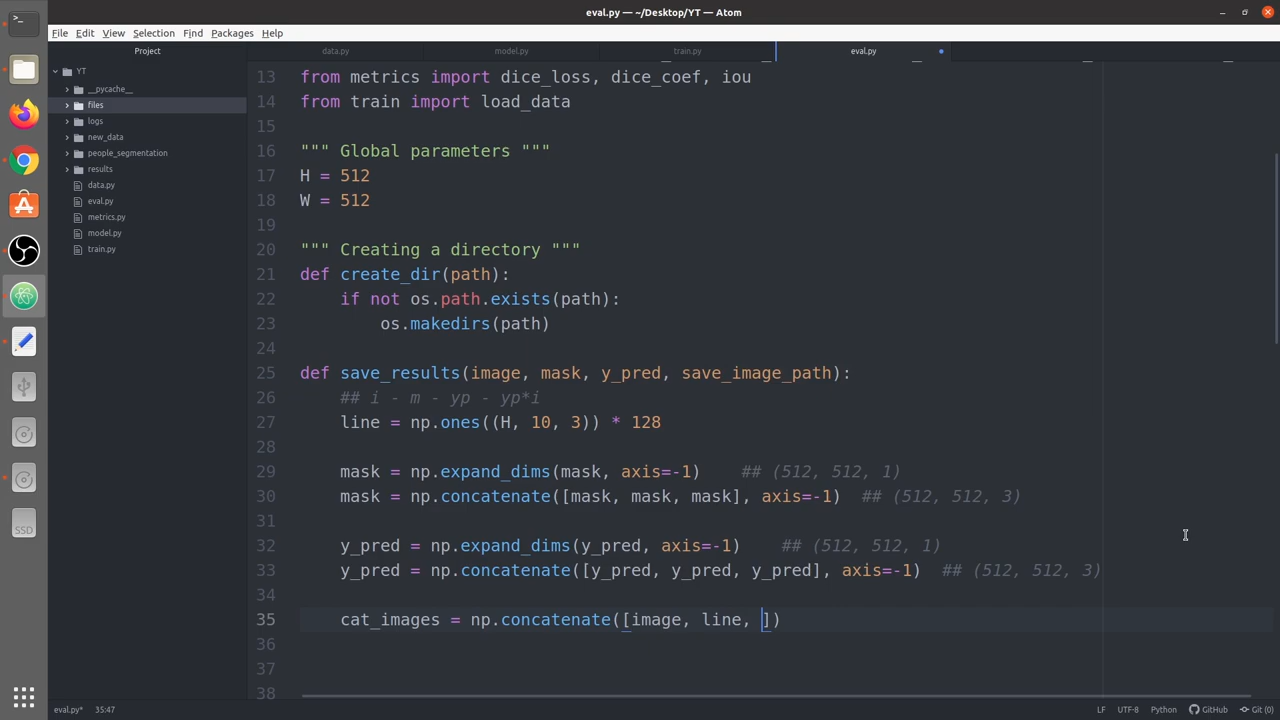 eval.py — ~/Desktop/YT — Atom
File Edit View Selection Find Packages Help
Project
data.py model.py train.py eval.py
YT
__pycache__
files
logs
new_data
people_segmentation
results
data.py
eval.py
metrics.py
model.py
train.py
13 from metrics import dice_loss, dice_coef, iou
14 from train import load_data
15
16 """ Global parameters """
17 H = 512
18 W = 512
19
20 """ Creating a directory """
21 def create_dir(path):
22 if not os.path.exists(path):
23 os.makedirs(path)
24
25 def save_results(image, mask, y_pred, save_image_path):
26 ## i - m - yp - yp*i
27 line = np.ones((H, 10, 3)) * 128
28
29 mask = np.expand_dims(mask, axis=-1) ## (512, 512, 1)
30 mask = np.concatenate([mask, mask, mask], axis=-1) ## (512, 512, 3)
31
32 y_pred = np.expand_dims(y_pred, axis=-1) ## (512, 512, 1)
33 y_pred = np.concatenate([y_pred, y_pred, y_pred], axis=-1) ## (512, 512, 3)
34
35 cat_images = np.concatenate([image, line, ])
36
37
38
SSD
eval.py* 35:47 LF UTF-8 Python GitHub Git (0)